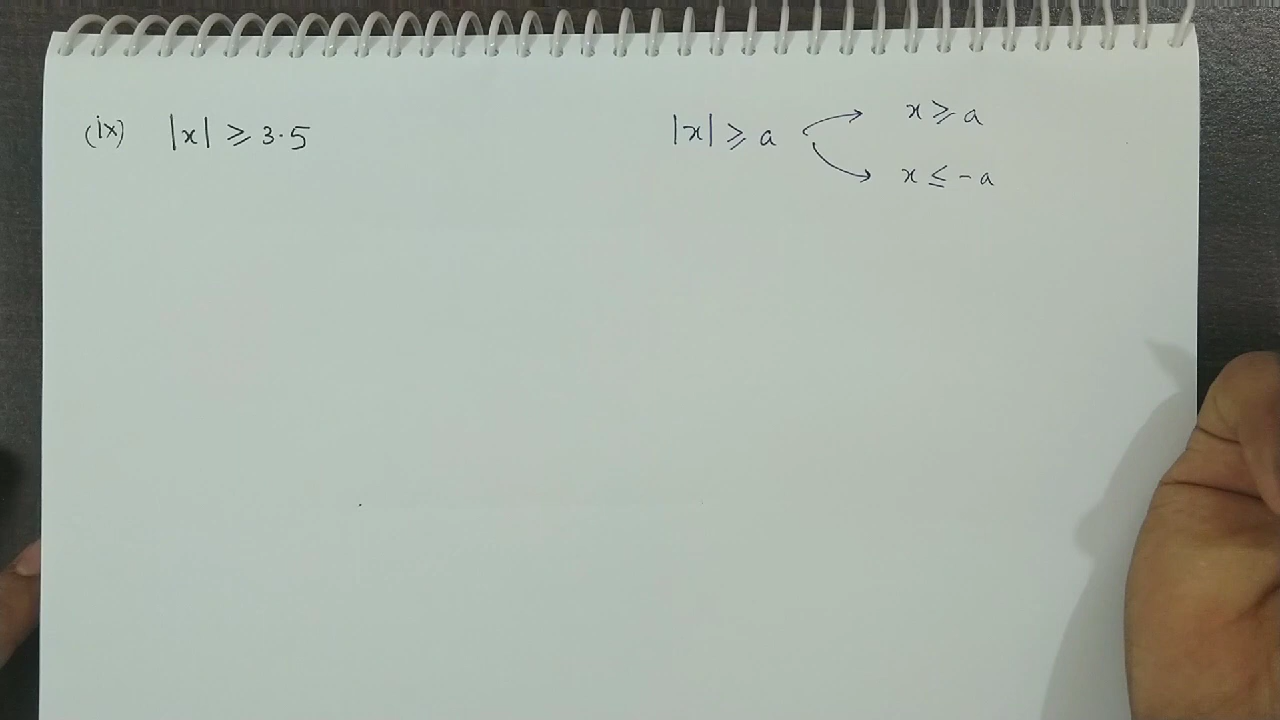 (ix) |x| ⩾ 3·5
|x| ⩾ a
x ⩾ a
x ≤ -a